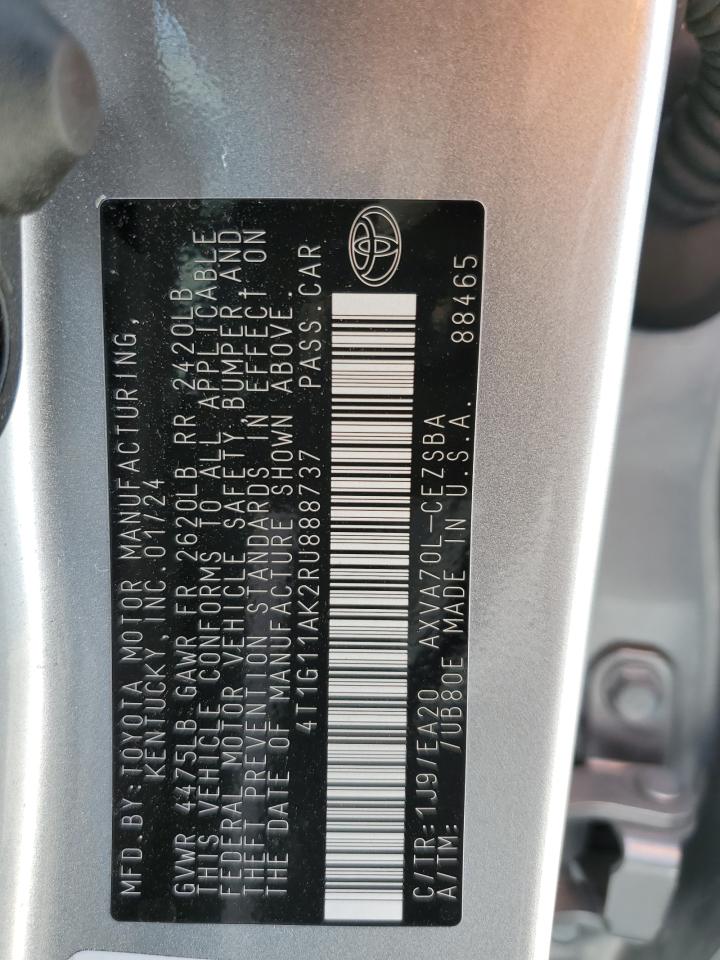 MFD BY:TOYOTA MOTOR MANUFACTURING,
KENTUCKY, INC.01/24
GVWR 4475LB GAWR FR 2620LB RR 2420LB
THIS VEHICLE CONFORMS TO ALL APPLICABLE
FEDERAL MOTOR VEHICLE SAFETY, BUMPER AND
THEFT PREVENTION STANDARDS IN EFFECT ON
THE DATE OF MANUFACTURE SHOWN ABOVE.
4T1G11AK2RU888737 PASS.CAR
C/TR:1J9/EA20 AXVA70L-CEZSBA
A/TM: /UB80E MADE IN U.S.A. 88465